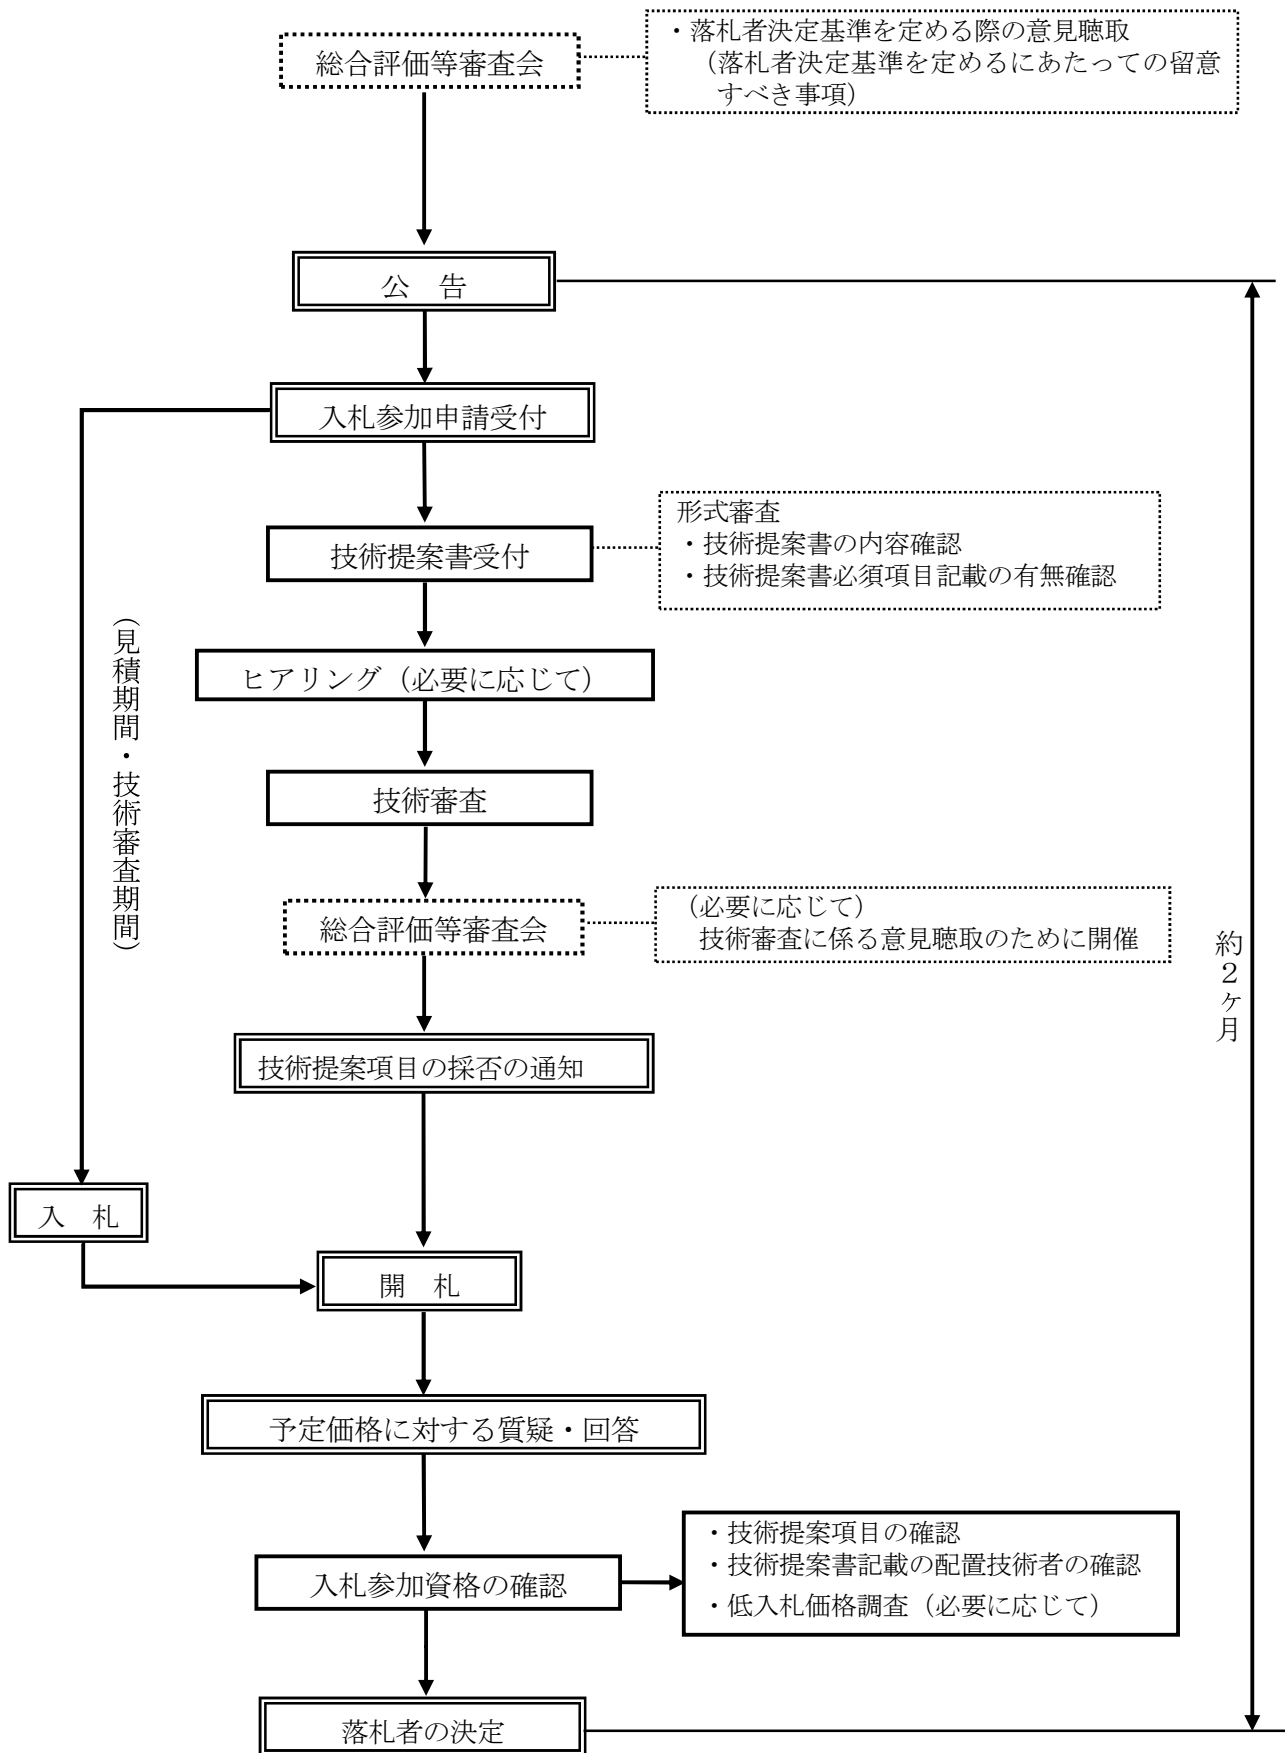 総合評価等審査会
・落札者決定基準を定める際の意見聴取
（落札者決定基準を定めるにあたっての留意
すべき事項）
公　告
入札参加申請受付
技術提案書受付
形式審査
・技術提案書の内容確認
・技術提案書必須項目記載の有無確認
ヒアリング（必要に応じて）
（見積期間・技術審査期間）
技術審査
総合評価等審査会
（必要に応じて）
技術審査に係る意見聴取のために開催
約２ヶ月
技術提案項目の採否の通知
入　札
開　札
予定価格に対する質疑・回答
入札参加資格の確認
・技術提案項目の確認
・技術提案書記載の配置技術者の確認
・低入札価格調査（必要に応じて）
落札者の決定